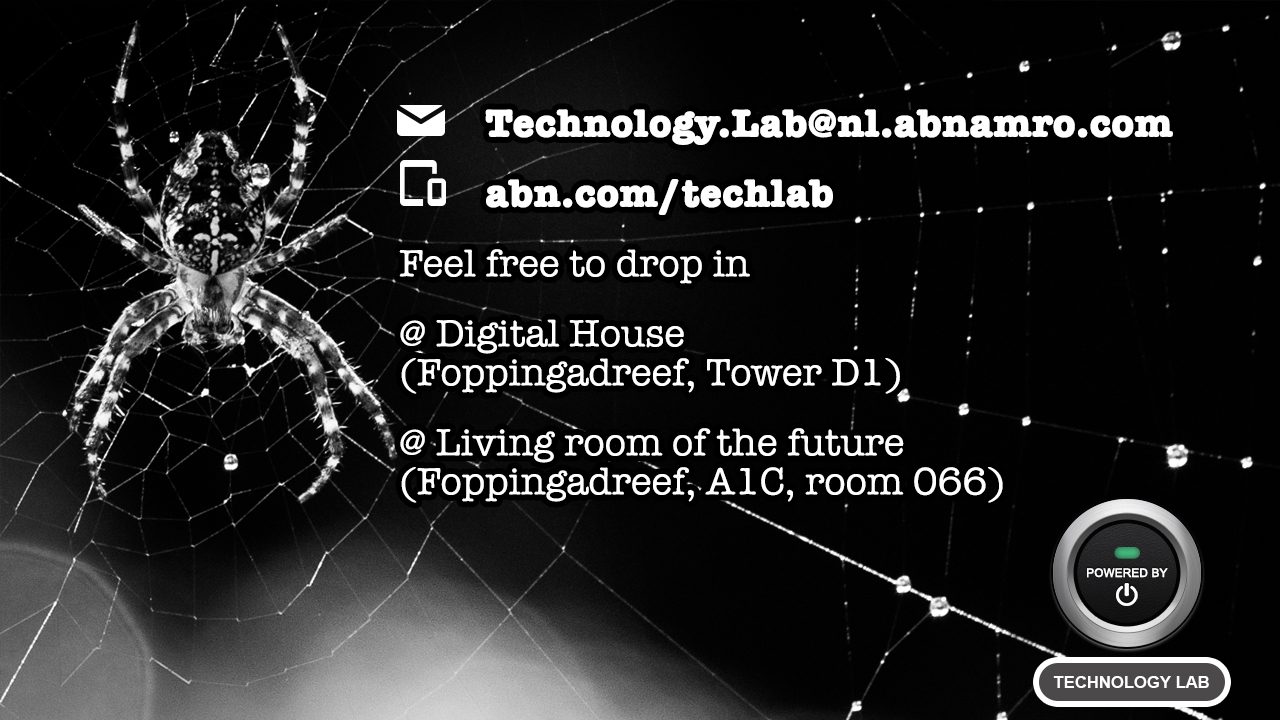 Technology.Lab@nl.abnamro.com
abn.com/techlab
Feel free to drop in
@ Digital House
(Foppingadreef, Tower D1)
@ Living room of the future
(Foppingadreef, A1C, room 066)
POWERED BY
TECHNOLOGY LAB